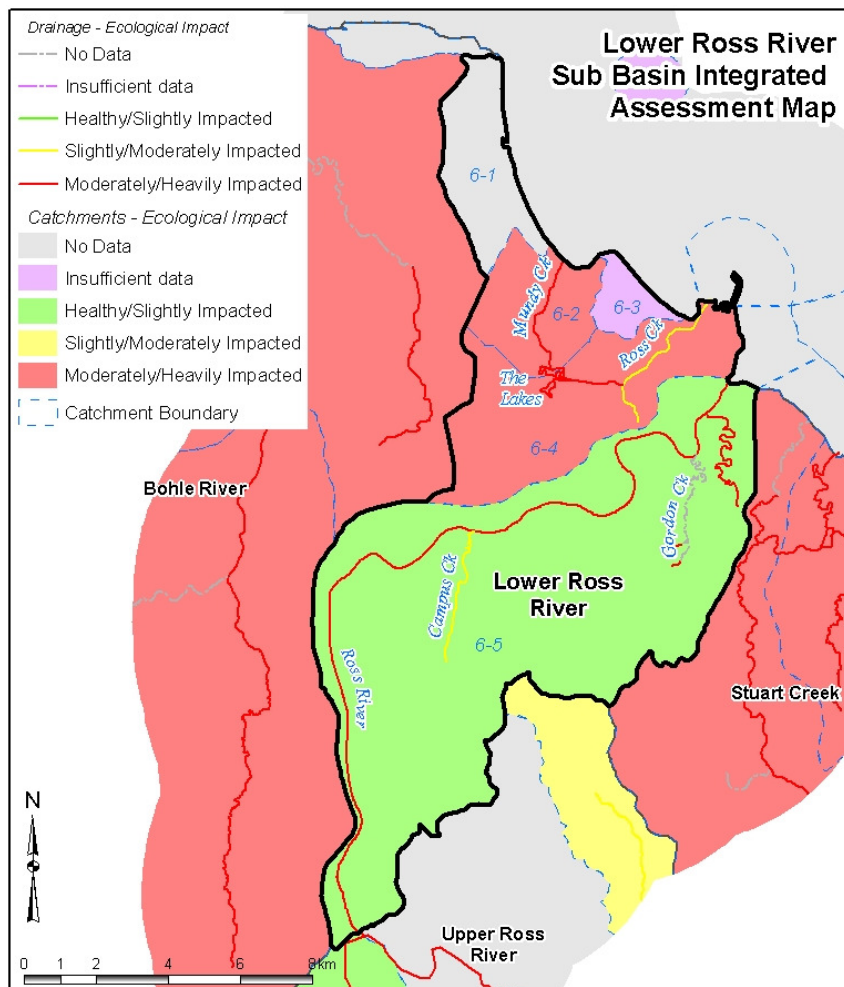 Lower Ross River
Sub Basin Integrated
Assessment Map
Drainage - Ecological Impact
No Data
Insufficient data
Healthy/Slightly Impacted
Slightly/Moderately Impacted
Moderately/Heavily Impacted
Catchments - Ecological Impact
No Data
Insufficient data
Healthy/Slightly Impacted
Slightly/Moderately Impacted
Moderately/Heavily Impacted
Catchment Boundary
6-1
Mundy Ck
6-2
6-3
Ross Ck
The
Lakes
6-4
Bohle River
Gordon Ck
Campus Ck
Lower Ross
River
6-5
Ross River
Stuart Creek
N
Upper Ross
River
0 1 2 4 6 8km